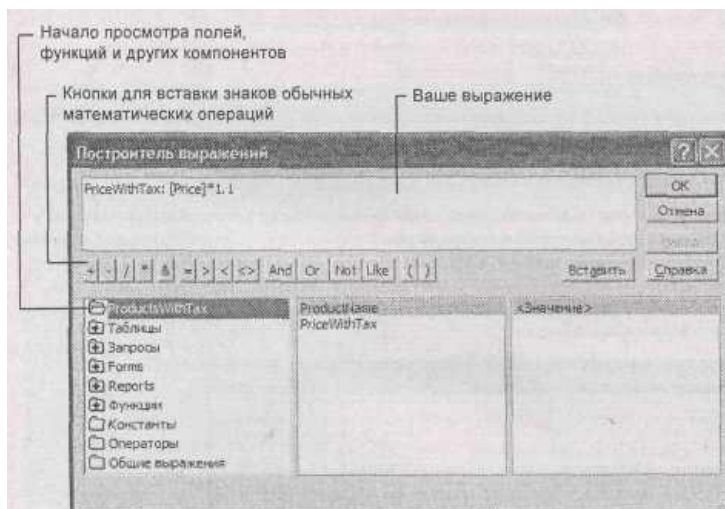 Начало просмотра полей,
функций и других компонентов
Кнопки для вставки знаков обычных
математических операций
Ваше выражение
Построитель выражений
PriceWithTax: [Price]*1.1
OK
Отмена
+ - / * & = > < <> And Or Not Like ( )
Вставить
Справка
ProductsWithTax
Таблицы
Запросы
Forms
Reports
Функции
Константы
Операторы
Общие выражения
ProductName
PriceWithTax
<Значение>